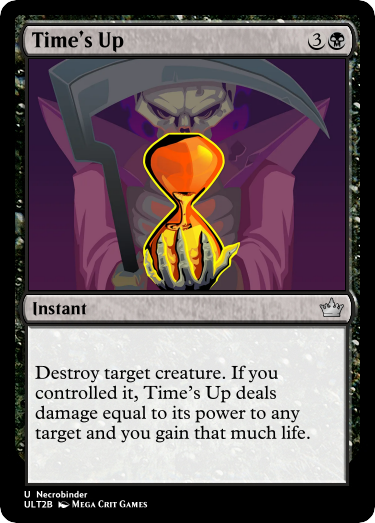 Time's Up 3
Instant
Destroy target creature. If you
controlled it, Time's Up deals
damage equal to its power to any
target and you gain that much life.
U Necrobinder
ULT2B Mega Crit Games